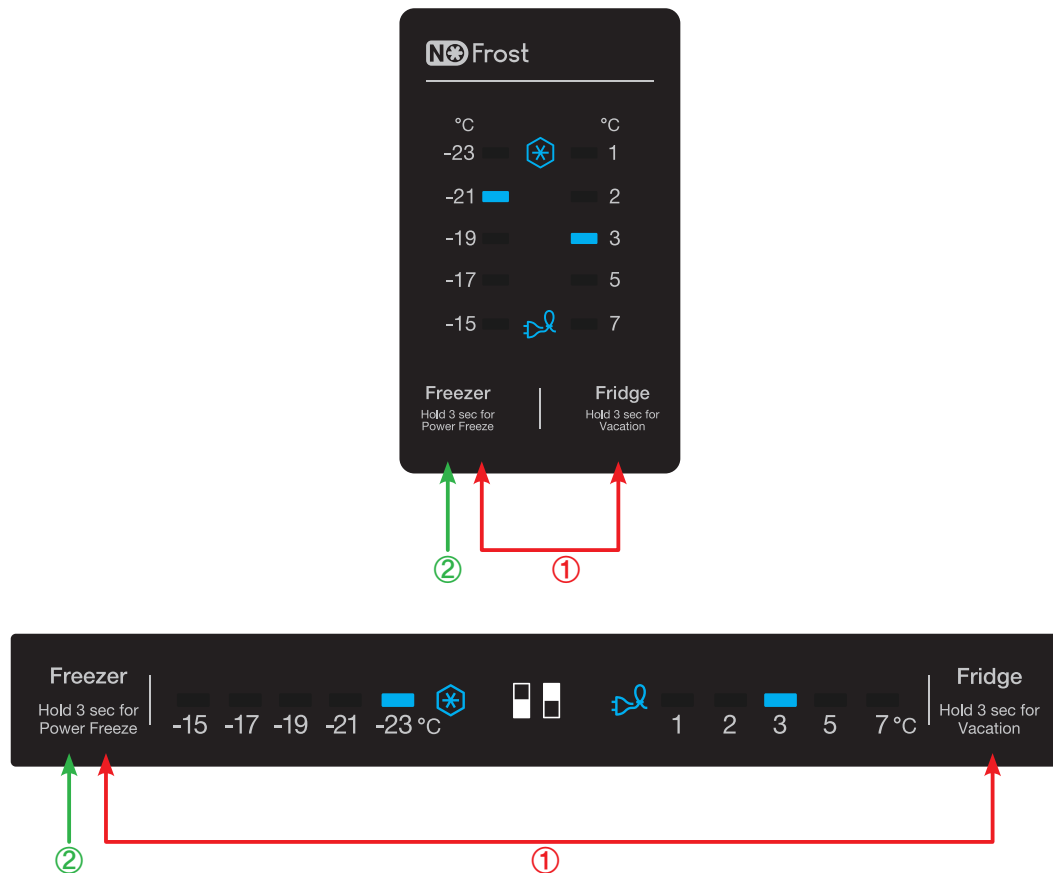 NO Frost
°C °C
-23 1
-21 2
-19 3
-17 5
-15 7
Freezer Fridge
Hold 3 sec for Hold 3 sec for
Power Freeze Vacation
② ①
Freezer Fridge
Hold 3 sec for Hold 3 sec for
Power Freeze Vacation
-15 -17 -19 -21 -23 °C 1 2 3 5 7 °C
② ①